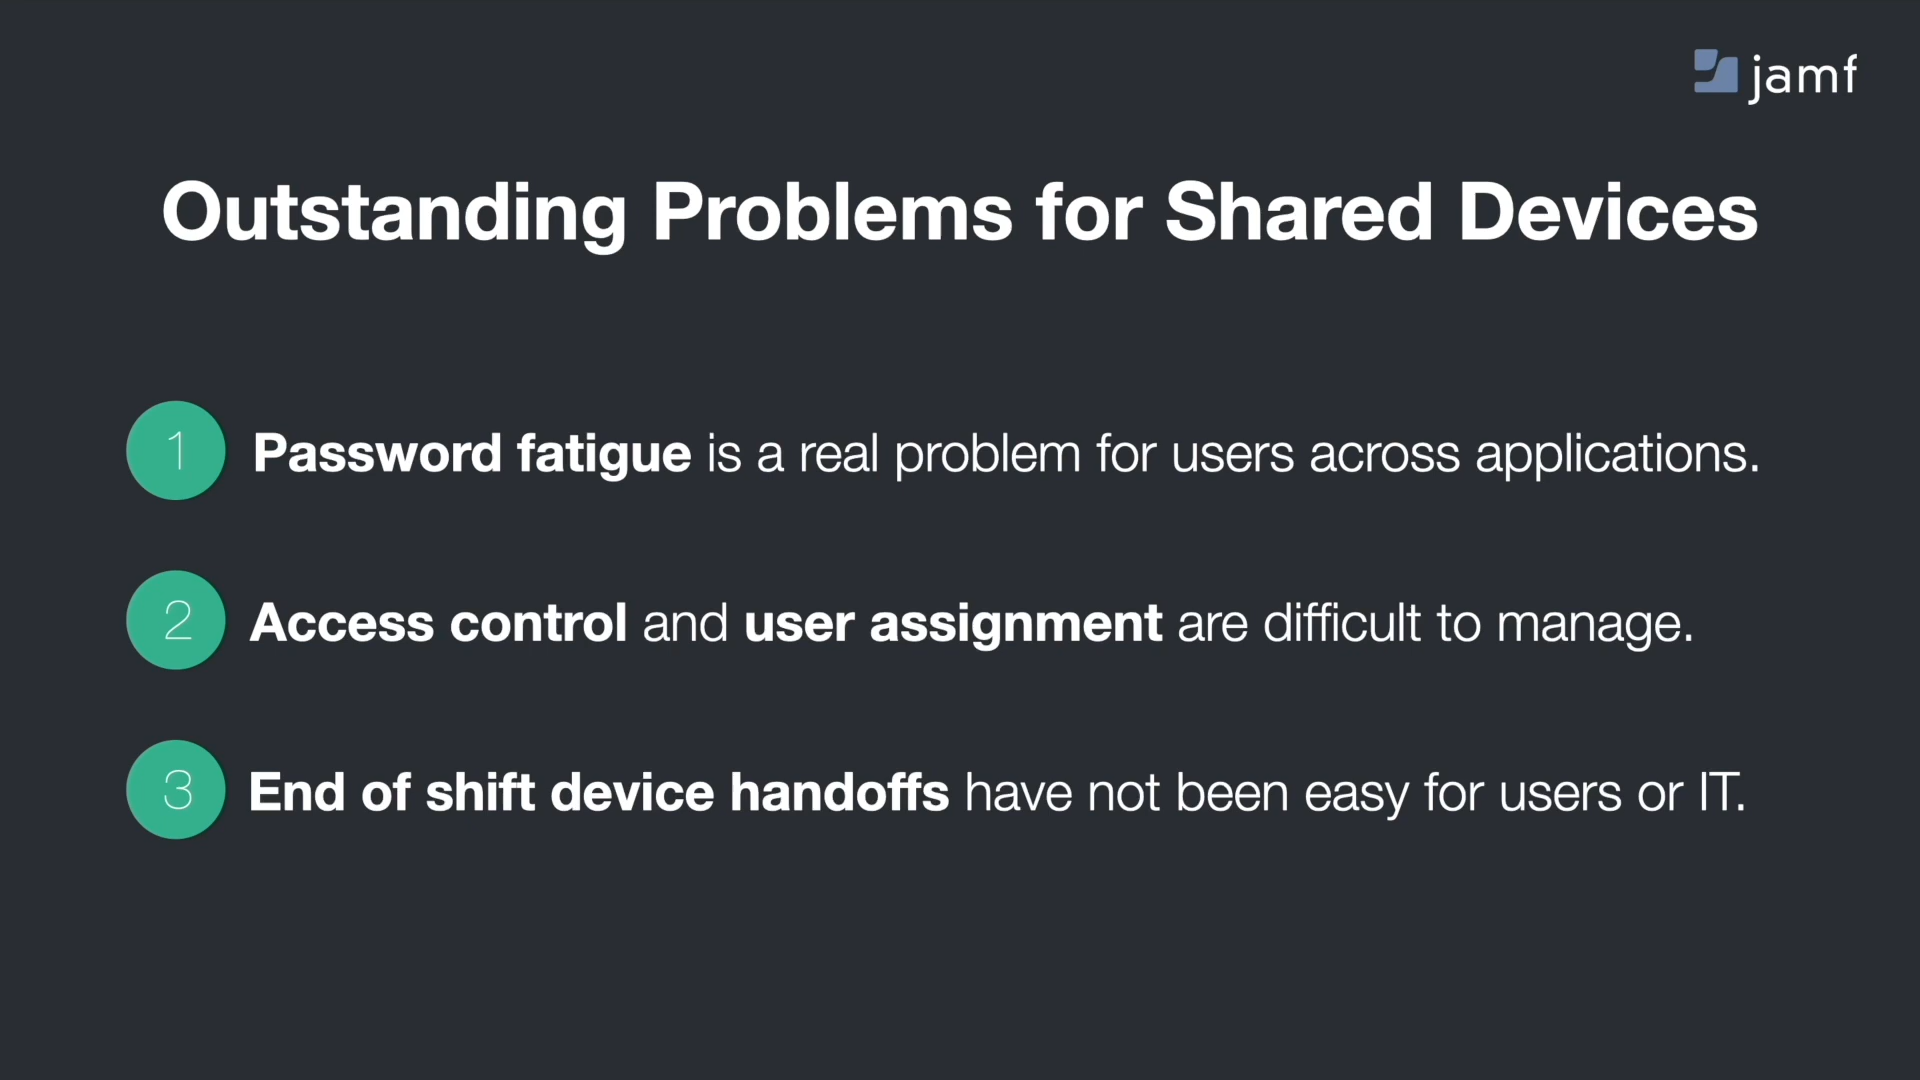 jamf
Outstanding Problems for Shared Devices
1 Password fatigue is a real problem for users across applications.
2 Access control and user assignment are difficult to manage.
3 End of shift device handoffs have not been easy for users or IT.